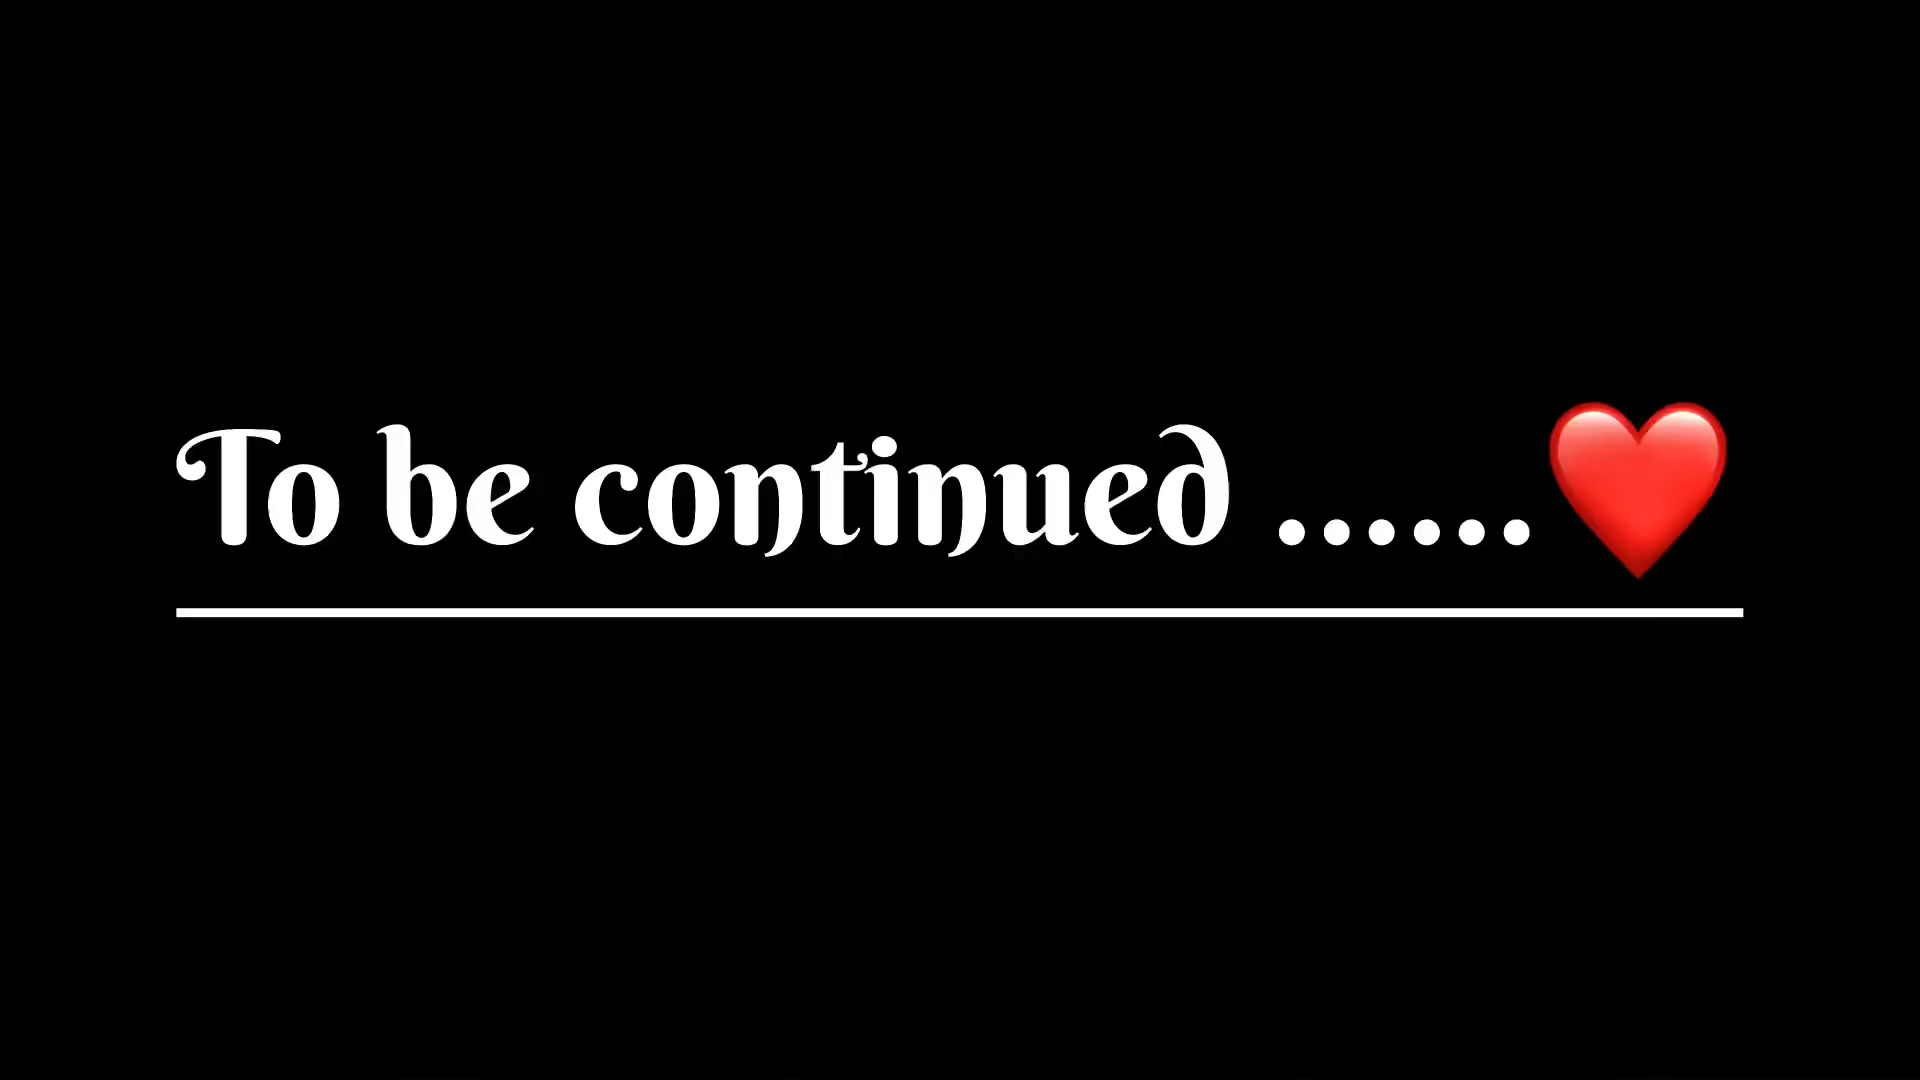 To be continued ......❤️